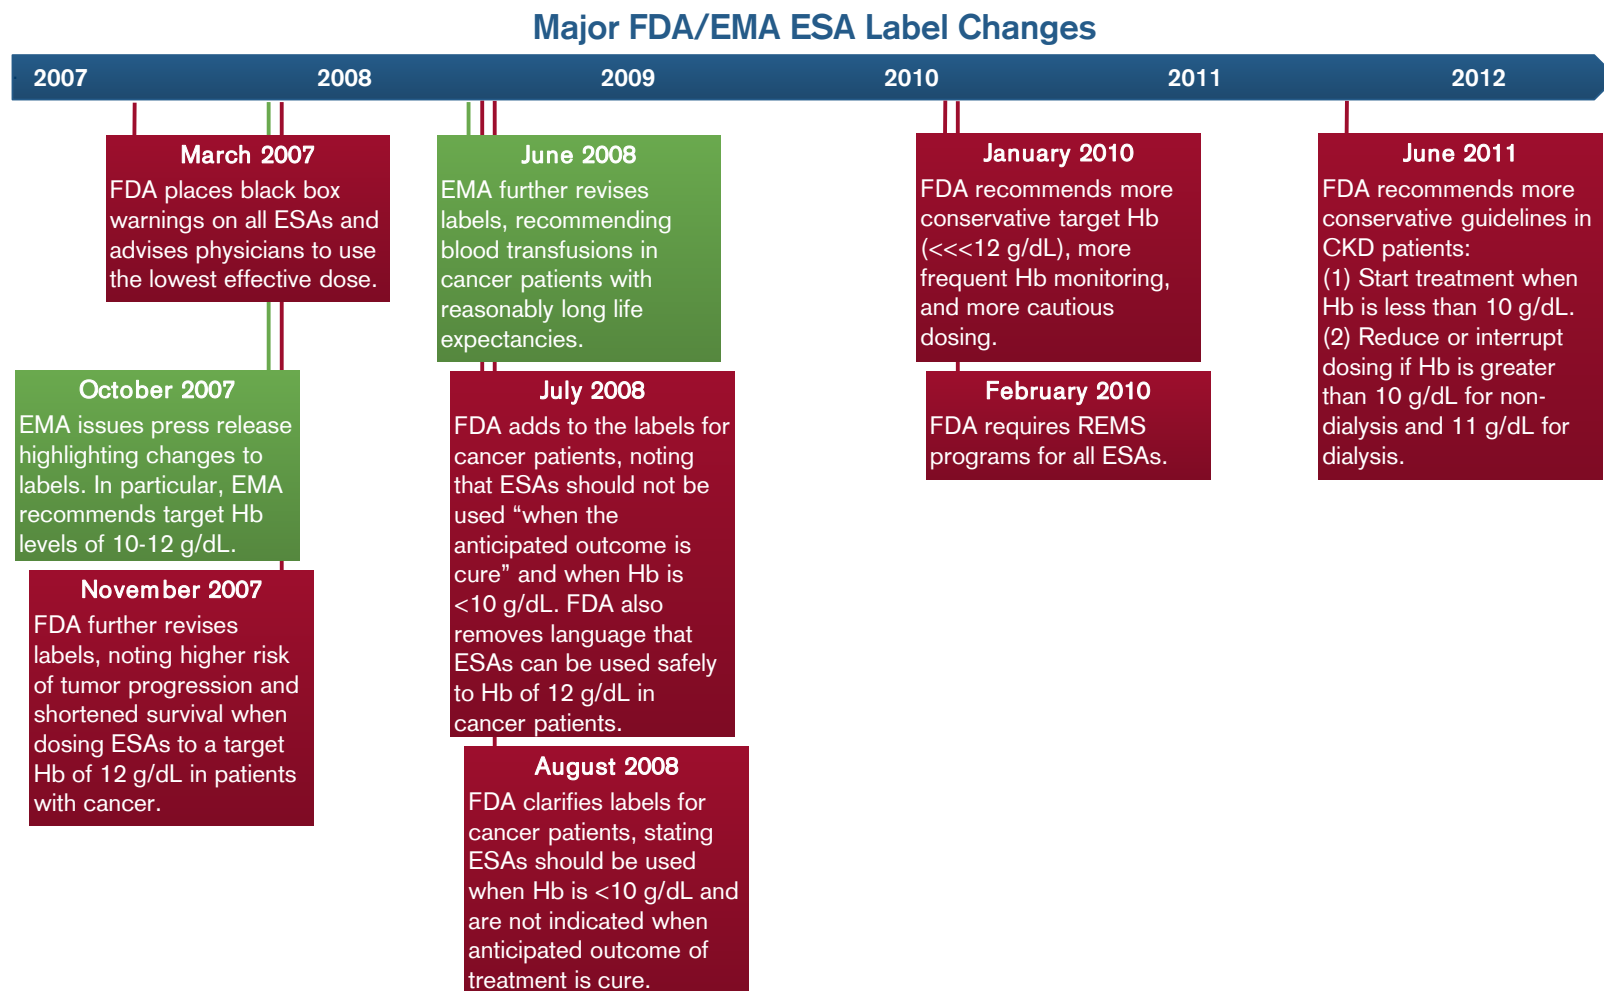 Major FDA/EMA ESA Label Changes
2007 2008 2009 2010 2011 2012
March 2007
FDA places black box
warnings on all ESAs and
advises physicians to use
the lowest effective dose.
October 2007
EMA issues press release
highlighting changes to
labels. In particular, EMA
recommends target Hb
levels of 10-12 g/dL.
November 2007
FDA further revises
labels, noting higher risk
of tumor progression and
shortened survival when
dosing ESAs to a target
Hb of 12 g/dL in patients
with cancer.
June 2008
EMA further revises
labels, recommending
blood transfusions in
cancer patients with
reasonably long life
expectancies.
July 2008
FDA adds to the labels for
cancer patients, noting
that ESAs should not be
used “when the
anticipated outcome is
cure” and when Hb is
<10 g/dL. FDA also
removes language that
ESAs can be used safely
to Hb of 12 g/dL in
cancer patients.
August 2008
FDA clarifies labels for
cancer patients, stating
ESAs should be used
when Hb is <10 g/dL and
are not indicated when
anticipated outcome of
treatment is cure.
January 2010
FDA recommends more
conservative target Hb
(<<<12 g/dL), more
frequent Hb monitoring,
and more cautious
dosing.
February 2010
FDA requires REMS
programs for all ESAs.
June 2011
FDA recommends more
conservative guidelines in
CKD patients:
(1) Start treatment when
Hb is less than 10 g/dL.
(2) Reduce or interrupt
dosing if Hb is greater
than 10 g/dL for non-
dialysis and 11 g/dL for
dialysis.